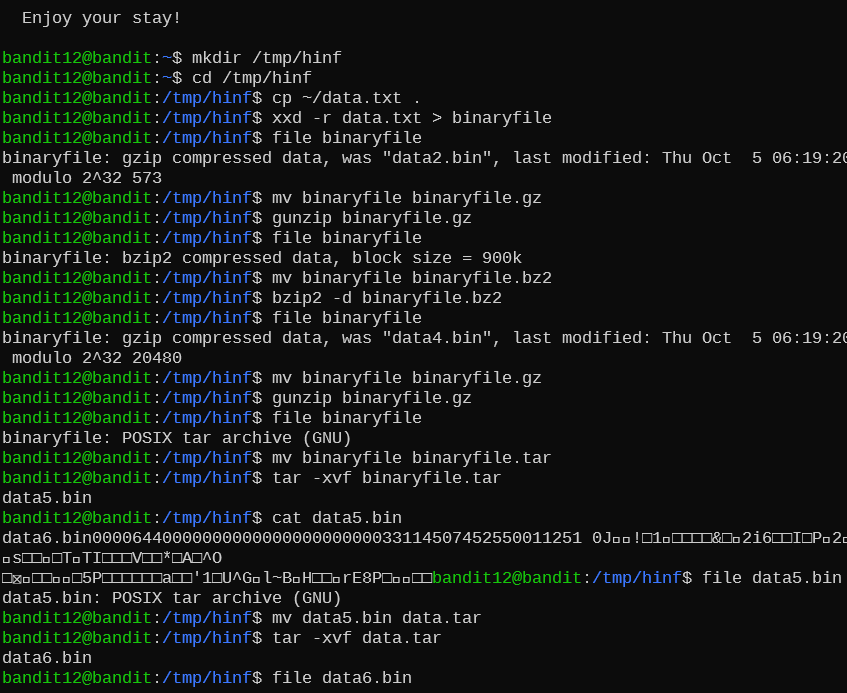 Enjoy your stay!
bandit12@bandit:~$ mkdir /tmp/hinf
bandit12@bandit:~$ cd /tmp/hinf
bandit12@bandit:/tmp/hinf$ cp ~/data.txt .
bandit12@bandit:/tmp/hinf$ xxd -r data.txt > binaryfile
bandit12@bandit:/tmp/hinf$ file binaryfile
binaryfile: gzip compressed data, was "data2.bin", last modified: Thu Oct  5 06:19:20
 modulo 2^32 573
bandit12@bandit:/tmp/hinf$ mv binaryfile binaryfile.gz
bandit12@bandit:/tmp/hinf$ gunzip binaryfile.gz
bandit12@bandit:/tmp/hinf$ file binaryfile
binaryfile: bzip2 compressed data, block size = 900k
bandit12@bandit:/tmp/hinf$ mv binaryfile binaryfile.bz2
bandit12@bandit:/tmp/hinf$ bzip2 -d binaryfile.bz2
bandit12@bandit:/tmp/hinf$ file binaryfile
binaryfile: gzip compressed data, was "data4.bin", last modified: Thu Oct  5 06:19:20
 modulo 2^32 20480
bandit12@bandit:/tmp/hinf$ mv binaryfile binaryfile.gz
bandit12@bandit:/tmp/hinf$ gunzip binaryfile.gz
bandit12@bandit:/tmp/hinf$ file binaryfile
binaryfile: POSIX tar archive (GNU)
bandit12@bandit:/tmp/hinf$ mv binaryfile binaryfile.tar
bandit12@bandit:/tmp/hinf$ tar -xvf binaryfile.tar
data5.bin
bandit12@bandit:/tmp/hinf$ cat data5.bin
bandit12@bandit:/tmp/hinf$ file data5.bin
data5.bin: POSIX tar archive (GNU)
bandit12@bandit:/tmp/hinf$ mv data5.bin data.tar
bandit12@bandit:/tmp/hinf$ tar -xvf data.tar
data6.bin
bandit12@bandit:/tmp/hinf$ file data6.bin